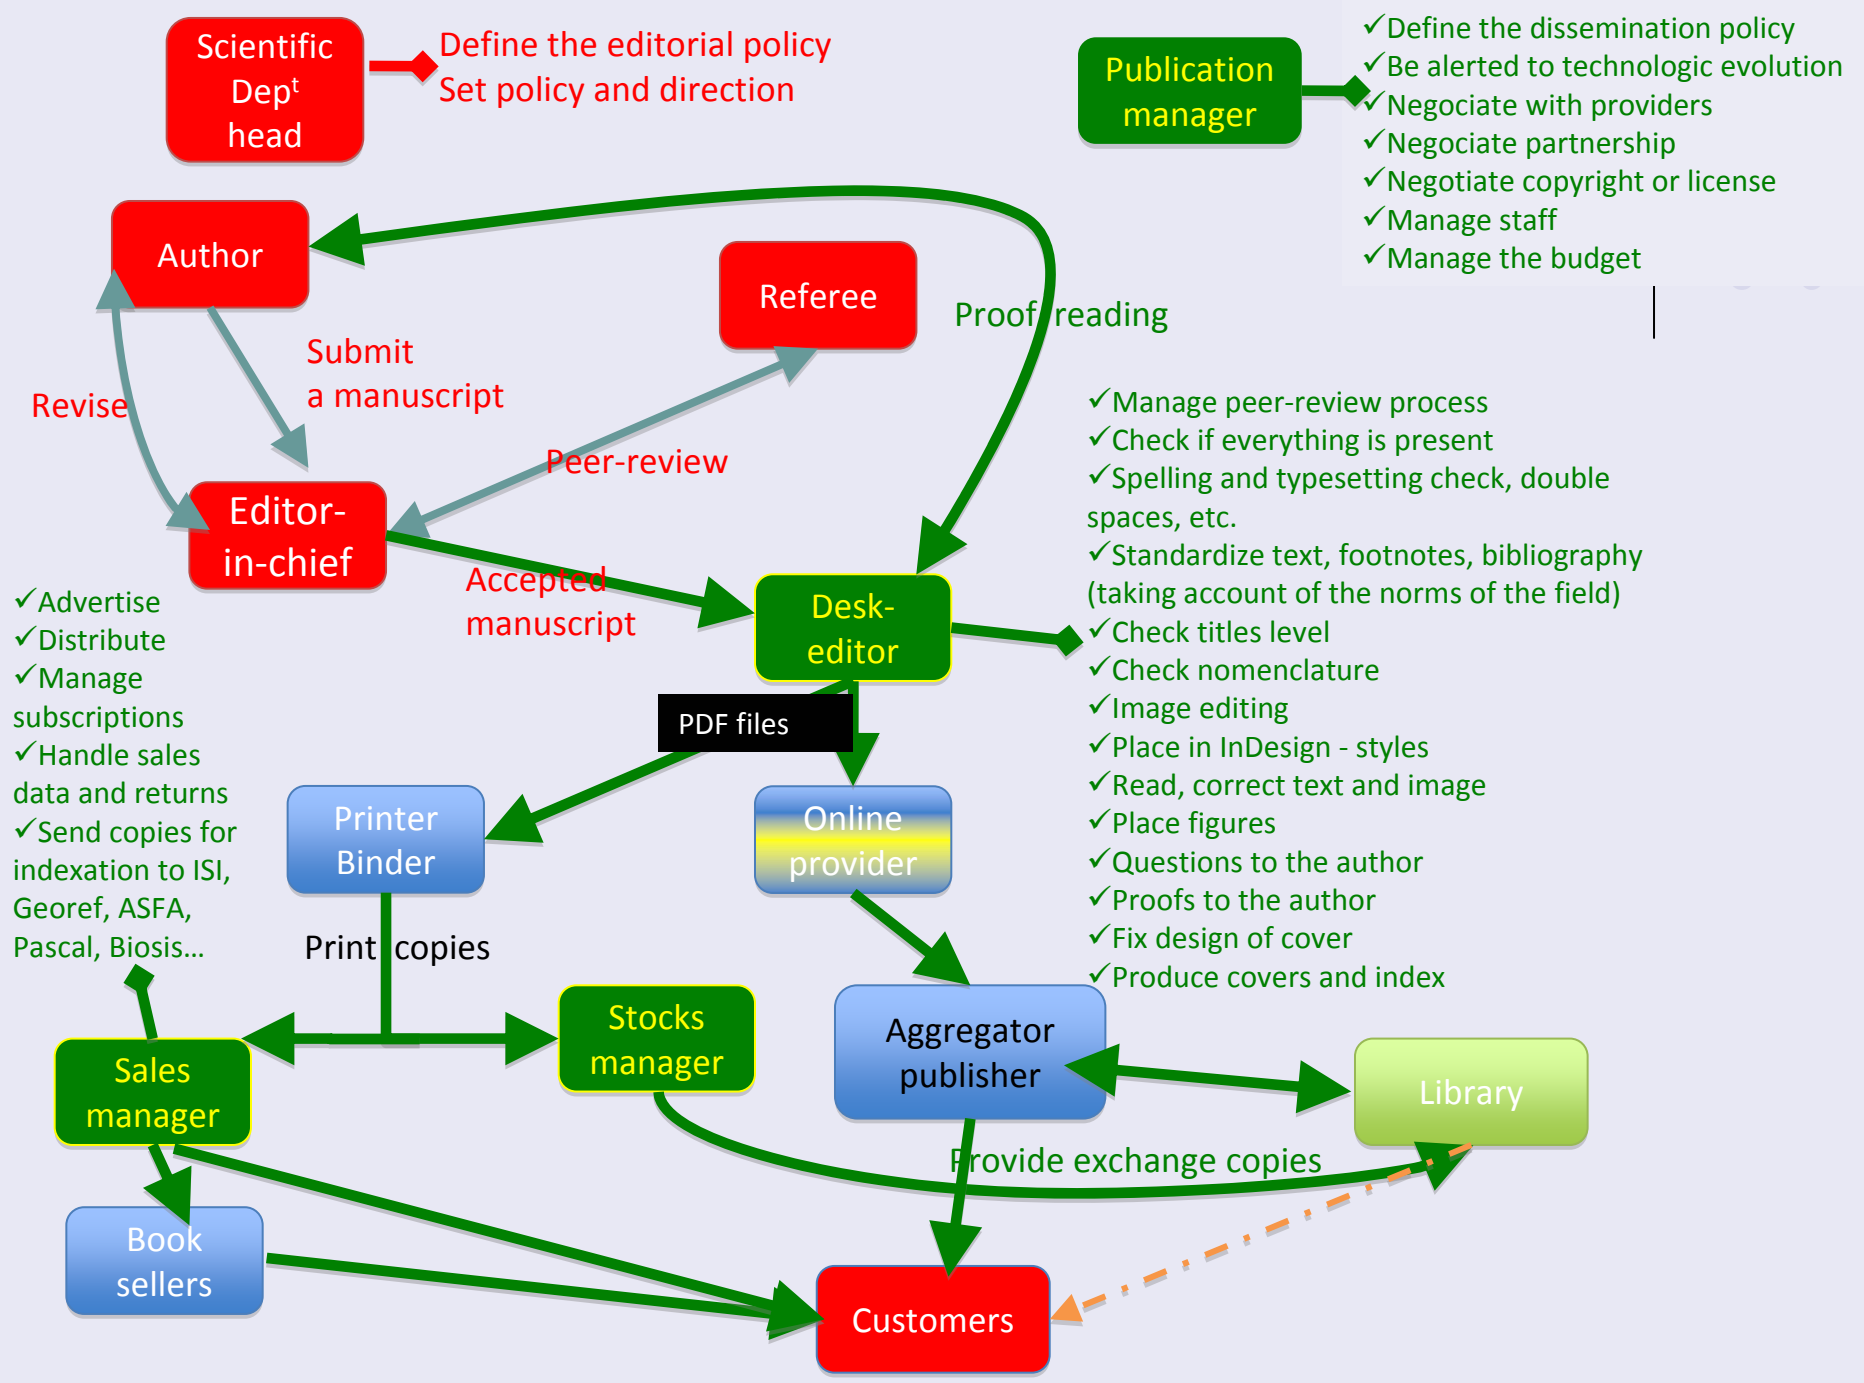 Scientific
Depᵗ
head
Define the editorial policy
Set policy and direction
Publication
manager
✓Define the dissemination policy
✓Be alerted to technologic evolution
✓Negociate with providers
✓Negociate partnership
✓Negotiate copyright or license
✓Manage staff
✓Manage the budget
Author
Referee
Proof reading
Submit
a manuscript
Revise
Peer-review
Editor-
in-chief
Accepted
manuscript
Desk-
editor
✓Manage peer-review process
✓Check if everything is present
✓Spelling and typesetting check, double
spaces, etc.
✓Standardize text, footnotes, bibliography
(taking account of the norms of the field)
✓Check titles level
✓Check nomenclature
✓Image editing
✓Place in InDesign - styles
✓Read, correct text and image
✓Place figures
✓Questions to the author
✓Proofs to the author
✓Fix design of cover
✓Produce covers and index
✓Advertise
✓Distribute
✓Manage
subscriptions
✓Handle sales
data and returns
✓Send copies for
indexation to ISI,
Georef, ASFA,
Pascal, Biosis...
PDF files
Printer
Binder
Online
provider
Print copies
Stocks
manager
Aggregator
publisher
Library
Sales
manager
Provide exchange copies
Book
sellers
Customers